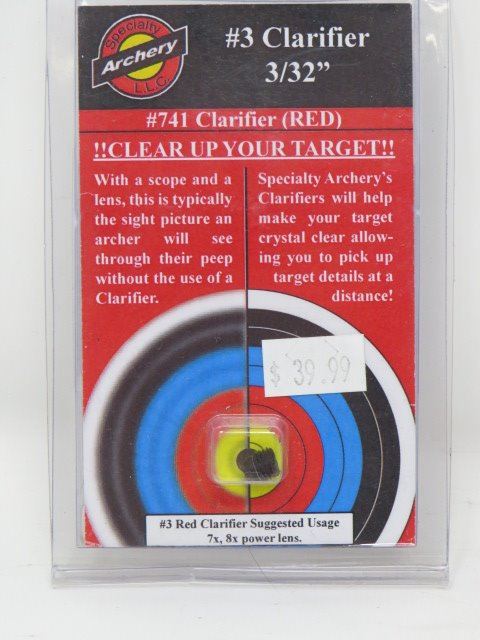 Specialty
Archery
L.L.C.
#3 Clarifier
3/32”
#741 Clarifier (RED)
!!CLEAR UP YOUR TARGET!!
With a scope and a
lens, this is typically
the sight picture an
archer will see
through their peep
without the use of a
Clarifier.
Specialty Archery's
Clarifiers will help
make your target
crystal clear allow-
ing you to pick up
target details at a
distance!
$ 39.99
#3 Red Clarifier Suggested Usage
7x, 8x power lens.